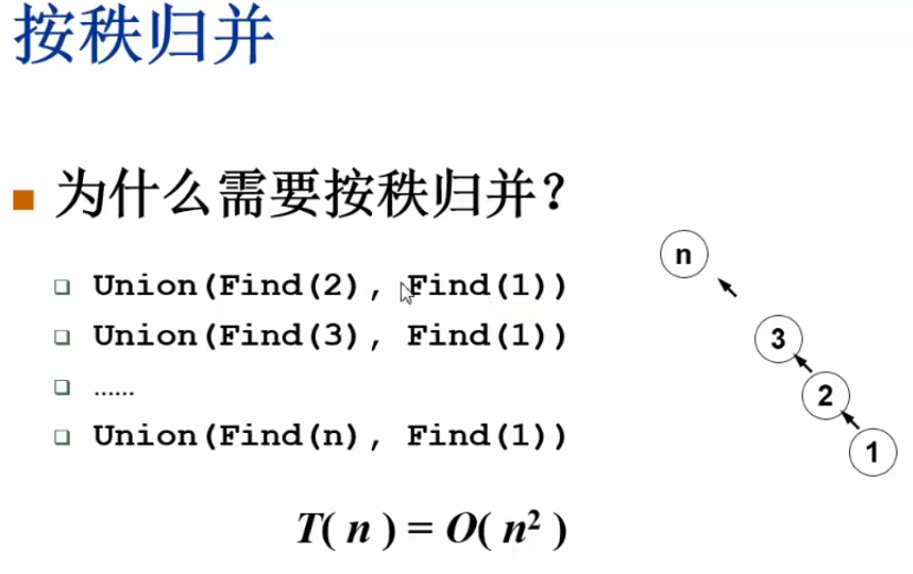 按秩归并
为什么需要按秩归并?
Union(Find(2), Find(1))
Union(Find(3), Find(1))
……
Union(Find(n), Find(1))
n
3
2
1
T( n ) = O( n² )